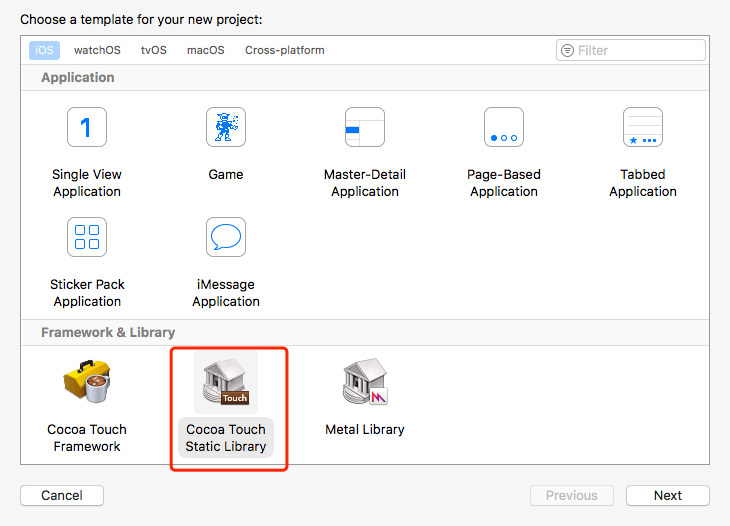 Choose a template for your new project:
iOS watchOS tvOS macOS Cross-platform Filter
Application
1
Single View Game Master-Detail Page-Based Tabbed
Application Application Application Application
Sticker Pack iMessage
Application Application
Framework & Library
Touch
Cocoa Touch Cocoa Touch Metal Library
Framework Static Library
Cancel Previous Next